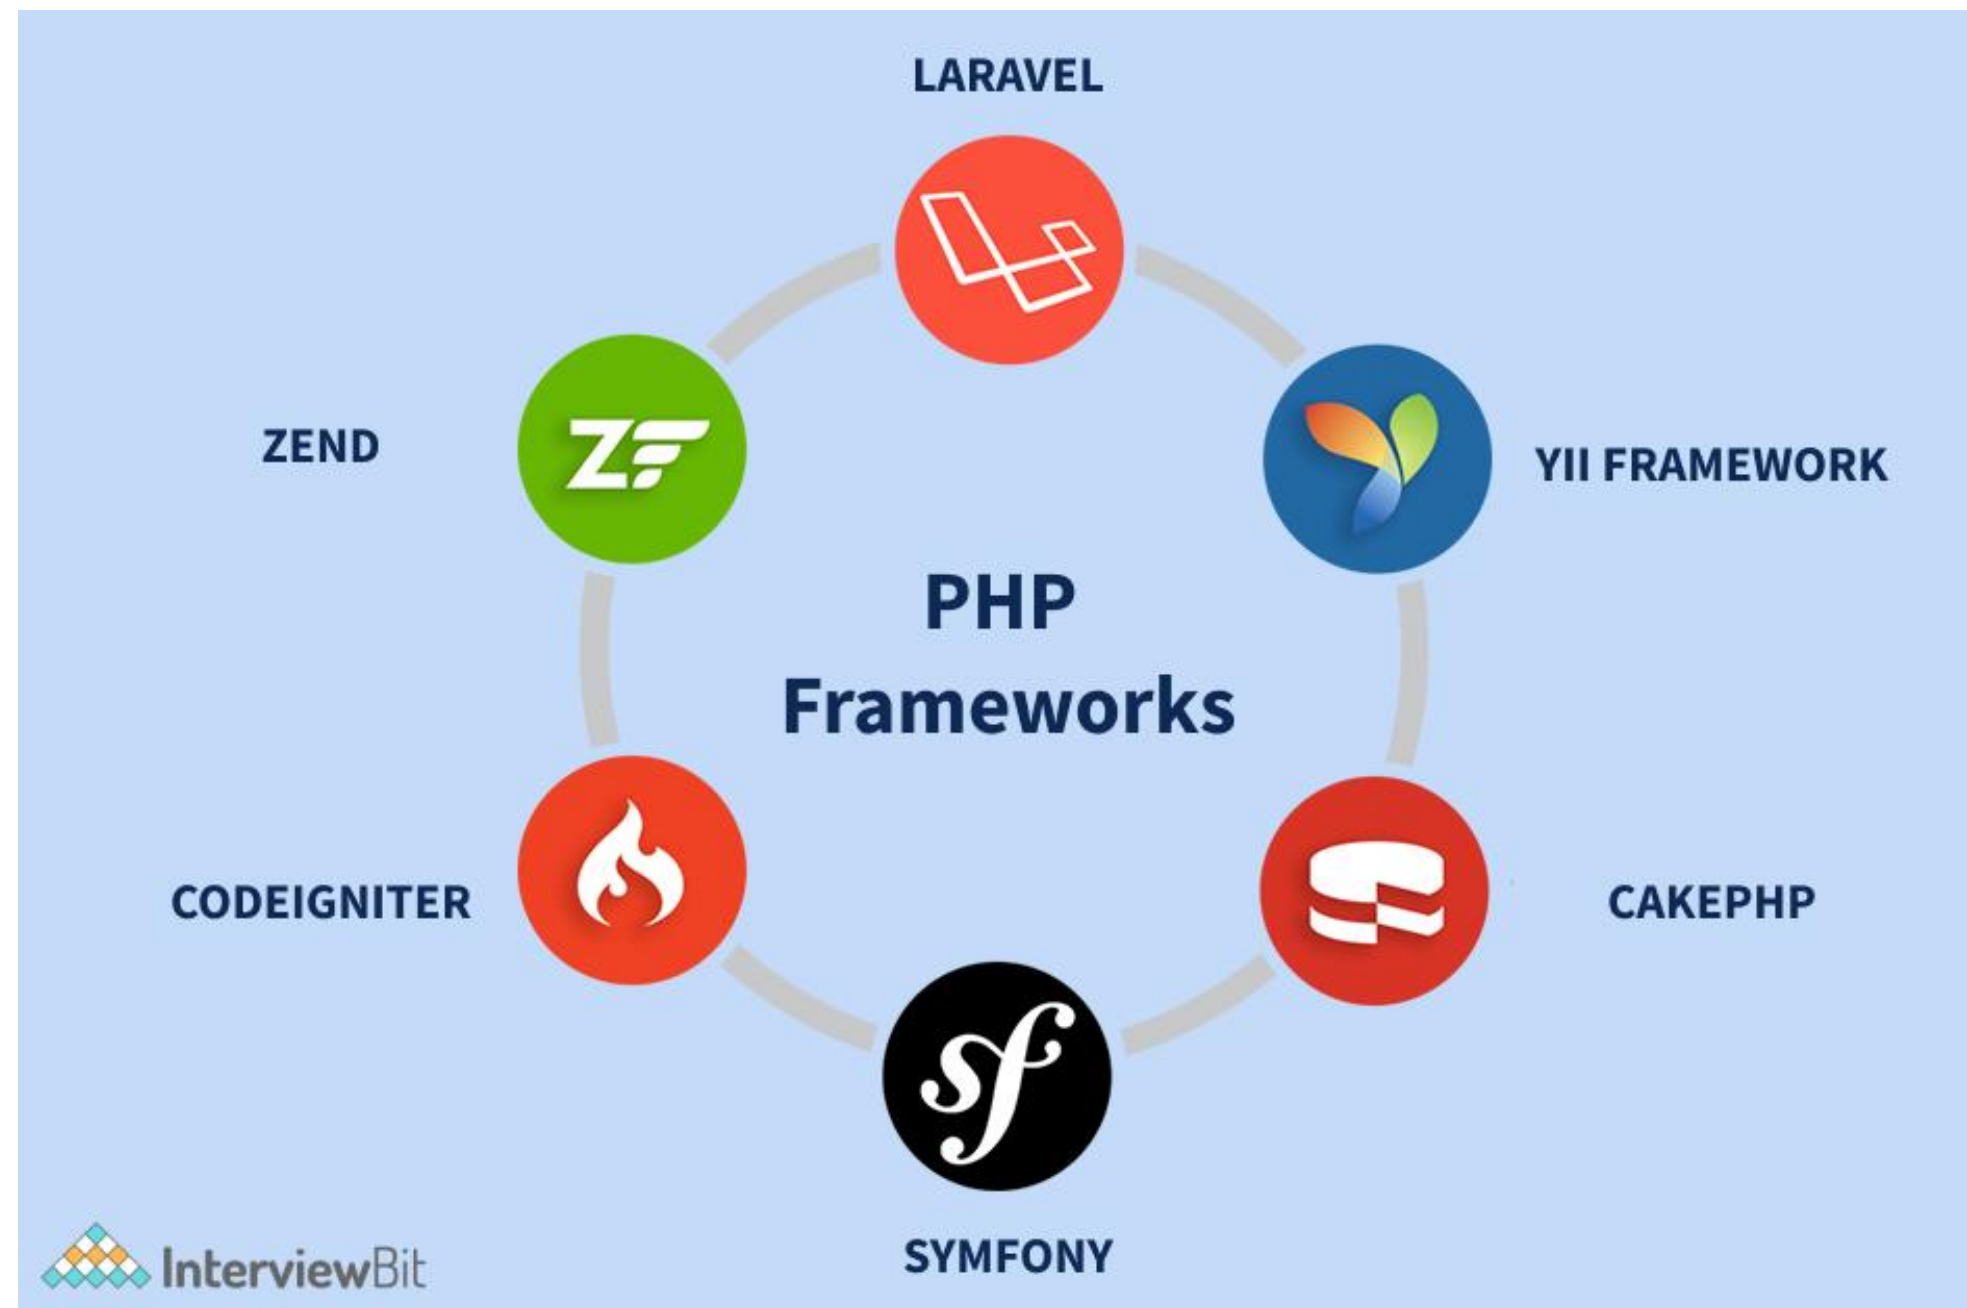 LARAVEL
ZEND
YII FRAMEWORK
PHP
Frameworks
CODEIGNITER
CAKEPHP
SYMFONY
InterviewBit